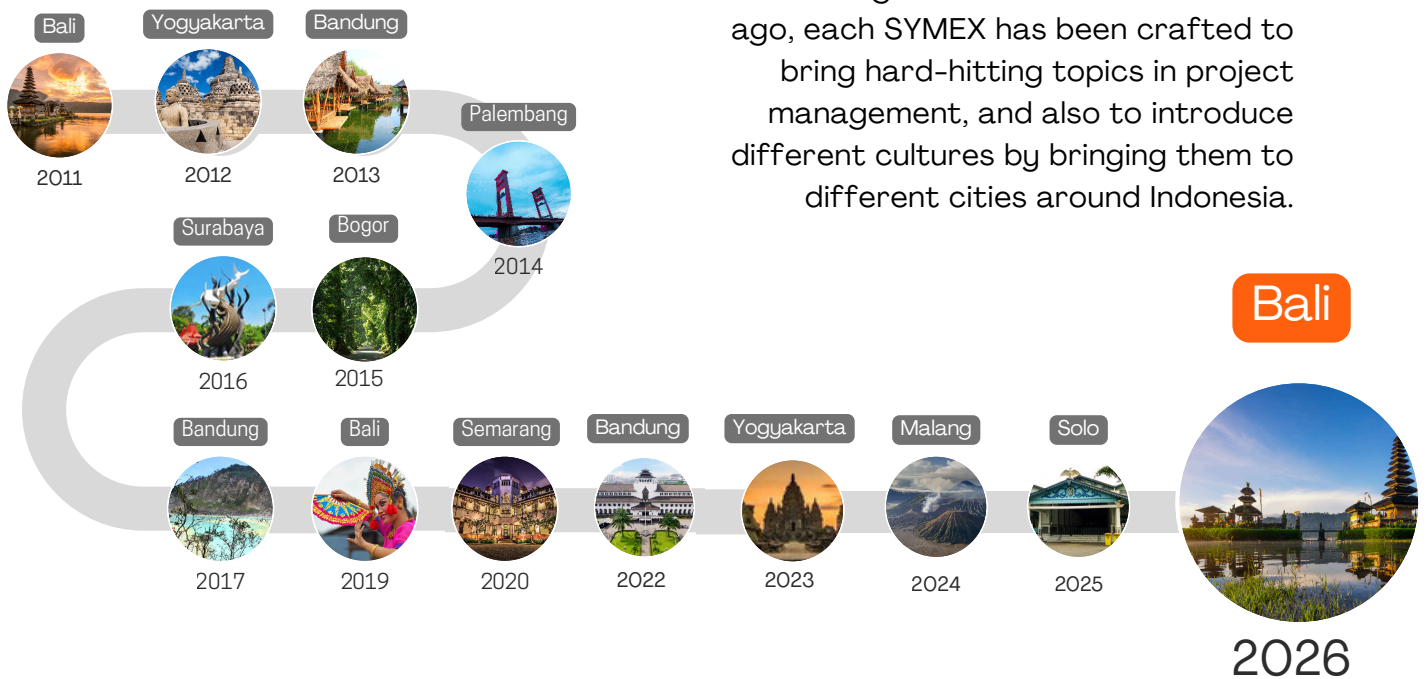 ago, each SYMEX has been crafted to
bring hard-hitting topics in project
management, and also to introduce
different cultures by bringing them to
different cities around Indonesia.
Bali
2011
Yogyakarta
2012
Bandung
2013
Palembang
2014
Bogor
2015
Surabaya
2016
Bandung
2017
Bali
2019
Semarang
2020
Bandung
2022
Yogyakarta
2023
Malang
2024
Solo
2025
Bali
2026